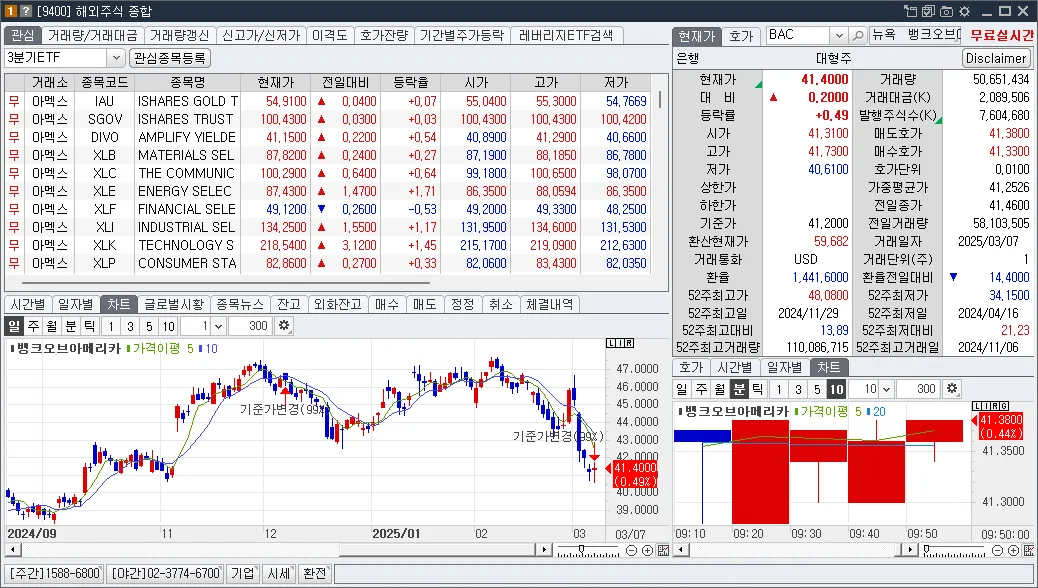 1 ? [9400] 해외주식 종합
관심 거래량/거래대금 거래량갱신 신고가/신저가 이격도 호가잔량 기간별주가등락 레버리지ETF검색
3분기ETF 관심종목등록
거래소 종목코드 종목명 현재가 전일대비 등락율 시가 고가 저가
무 아멕스 IAU ISHARES GOLD T 54,9100 ▲ 0,0400 +0,07 55,0400 55,3000 54,7669
무 아멕스 SGOV ISHARES TRUST 100,4300 ▲ 0,0300 +0,03 100,4300 100,4300 100,4200
무 아멕스 DIVO AMPLIFY YIELDE 41,1500 ▲ 0,2200 +0,54 40,8900 41,2900 40,6600
무 아멕스 XLB MATERIALS SEL 87,8200 ▲ 0,2400 +0,27 87,1900 88,1850 86,7800
무 아멕스 XLC THE COMMUNIC 100,2900 ▲ 0,6400 +0,64 99,1800 100,6500 98,0700
무 아멕스 XLE ENERGY SELEC 87,4300 ▲ 1,4700 +1,71 86,3500 88,0594 86,3500
무 아멕스 XLF FINANCIAL SELE 49,1200 ▼ 0,2600 -0,53 49,2000 49,3300 48,2500
무 아멕스 XLI INDUSTRIAL SEL 134,2500 ▲ 1,5500 +1,17 131,9500 134,6000 131,5300
무 아멕스 XLK TECHNOLOGY S 218,5400 ▲ 3,1200 +1,45 215,1700 219,0900 212,6300
무 아멕스 XLP CONSUMER STA 82,8600 ▲ 0,2700 +0,33 82,0600 83,4300 82,0350
시간별 일자별 차트 글로벌시황 종목뉴스 잔고 외화잔고 매수 매도 정정 취소 체결내역
일 주 월 분 틱 1 3 5 10 1 300
뱅크오브아메리카 가격이평 5 10
L I R
기준가변경(99%)
기준가변경(99%)
47.0000
46.0000
45.0000
44.0000
43.0000
42.0000
41.4000
(0.49%)
40.0000
39.0000
2024/09 11 12 2025/01 02 03 03/07
현재가 호가 BAC 뉴욕 뱅크오브 무료실시간
은행 대형주 Disclaimer
현재가 41.4000 거래량 50,651,434
대 비 ▲ 0.2000 거래대금(K) 2,089,506
등락률 +0.49 발행주식수(K) 7,604,680
시가 41,3100 매도호가 41,3800
고가 41,7300 매수호가 41,3300
저가 40,6100 호가단위 0,0100
상한가 가중평균가 41,2526
하한가 전일종가 41,4600
기준가 41,2000 전일거래량 58,103,505
환산현재가 59,682 거래일자 2025/03/07
거래통화 USD 거래단위(주) 1
환율 1,441,6000 환율전일대비 ▼ 14,4000
52주최고가 48,0800 52주최저가 34,1500
52주최고일 2024/11/29 52주최저일 2024/04/16
52주최고대비 13,89 52주최저대비 21,23
52주최고거래량 110,086,715 52주최고거래일 2024/11/06
호가 시간별 일자별 차트
일 주 월 분 틱 1 3 5 10 10 300
뱅크오브아메리카 가격이평 5 20
L I R G
41.3800
(0.44%)
41.3500
41.3000
09:10 09:20 09:30 09:40 09:50 09:50:00
[주간]1588-6800 [야간]02-3774-6700 기업 시세 환전